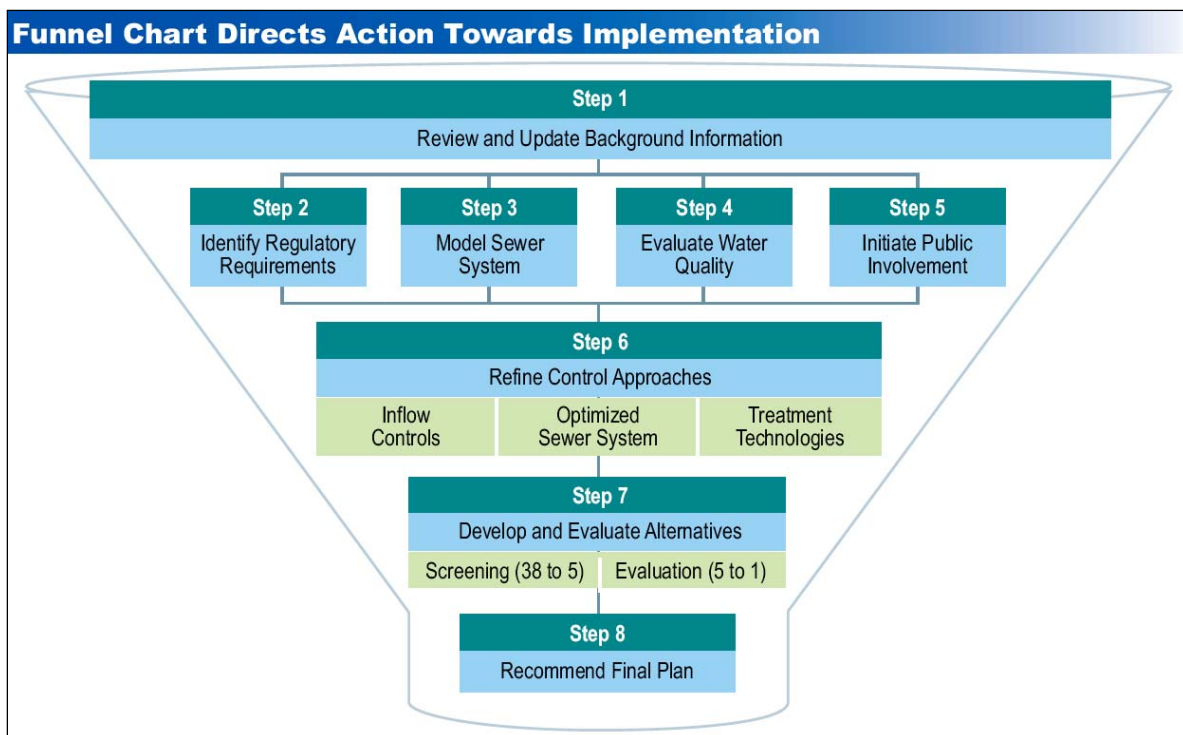 Funnel Chart Directs Action Towards Implementation
Step 1
Review and Update Background Information
Step 2
Identify Regulatory
Requirements
Step 3
Model Sewer
System
Step 4
Evaluate Water
Quality
Step 5
Initiate Public
Involvement
Step 6
Refine Control Approaches
Inflow
Controls
Optimized
Sewer System
Treatment
Technologies
Step 7
Develop and Evaluate Alternatives
Screening (38 to 5)
Evaluation (5 to 1)
Step 8
Recommend Final Plan